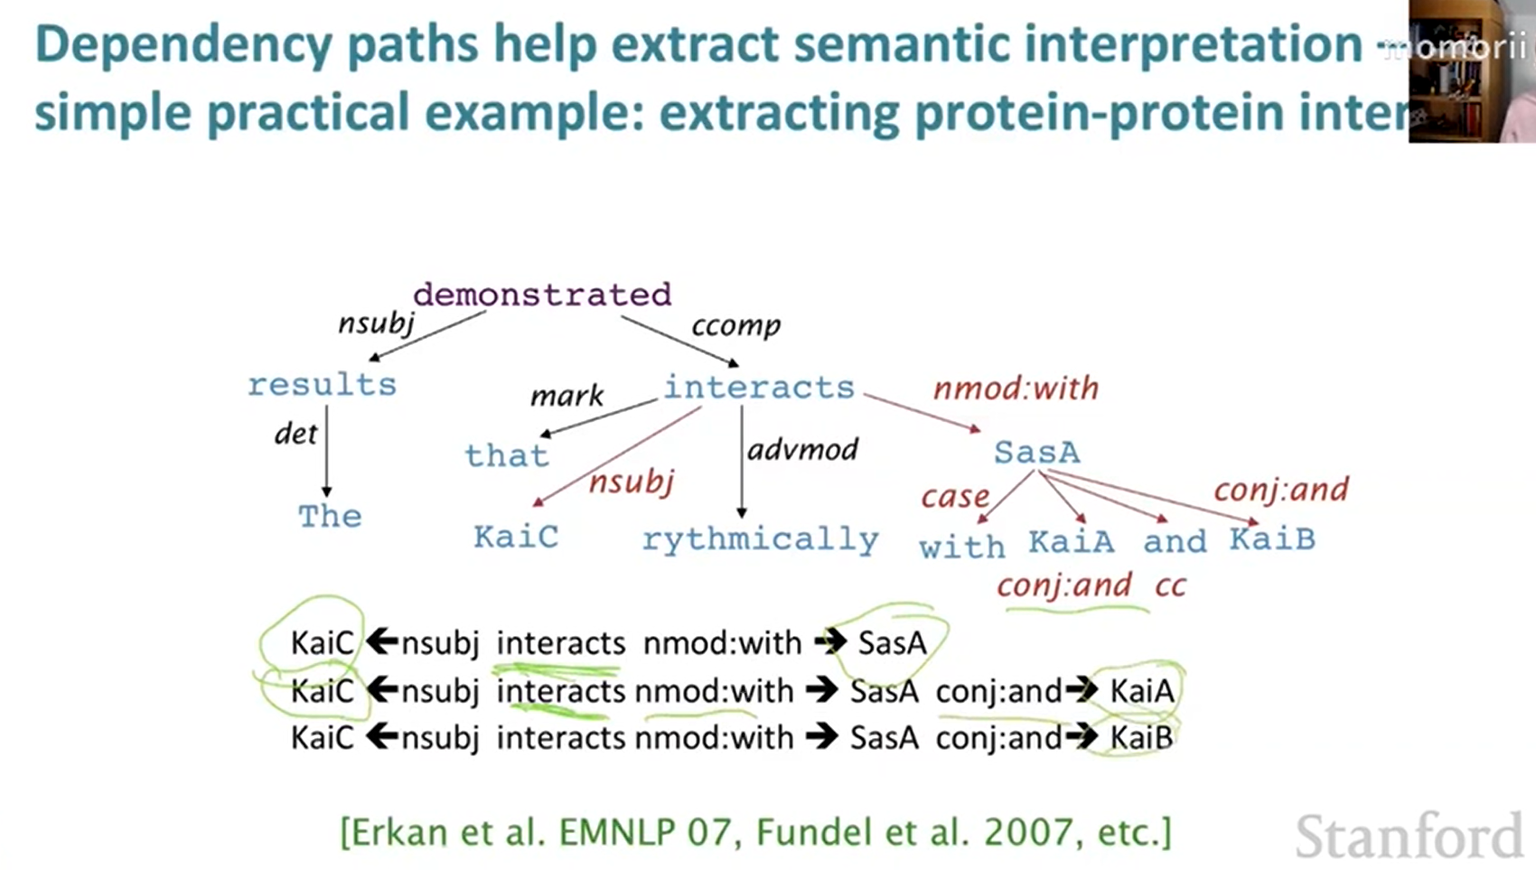 Dependency paths help extract semantic interpretation –
momorii
simple practical example: extracting protein-protein inter
demonstrated
nsubj
ccomp
results
mark
interacts
nmod:with
det
that
nsubj
advmod
SasA
case
conj:and
The
KaiC
rythmically
with KaiA and KaiB
conj:and cc
KaiC 🡸nsubj interacts nmod:with 🡺 SasA
KaiC 🡸nsubj interacts nmod:with 🡺 SasA conj:and🡺 KaiA
KaiC 🡸nsubj interacts nmod:with 🡺 SasA conj:and🡺 KaiB
[Erkan et al. EMNLP 07, Fundel et al. 2007, etc.]
Stanford